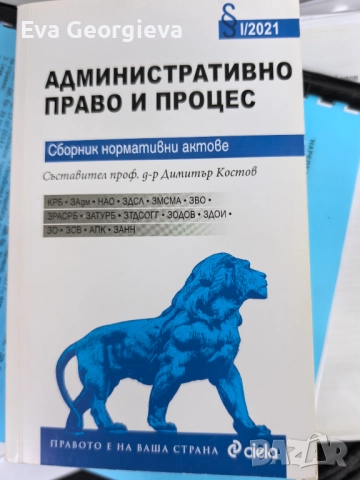 Eva Georgieva
§ I/2021
АДМИНИСТРАТИВНО
ПРАВО И ПРОЦЕС
Сборник нормативни актове
Съставител проф. д-р Димитър Костов
КРБ • ЗАдм • НАО • ЗДСЛ • ЗМСМА • ЗВО •
ЗРАСРБ • ЗАТУРБ • ЗТДСОГГ • ЗОДОВ • ЗДОИ •
ЗО • ЗСВ • АПК • ЗАНН
ПРАВОТО Е НА ВАША СТРАНА
ciela
BAZAR